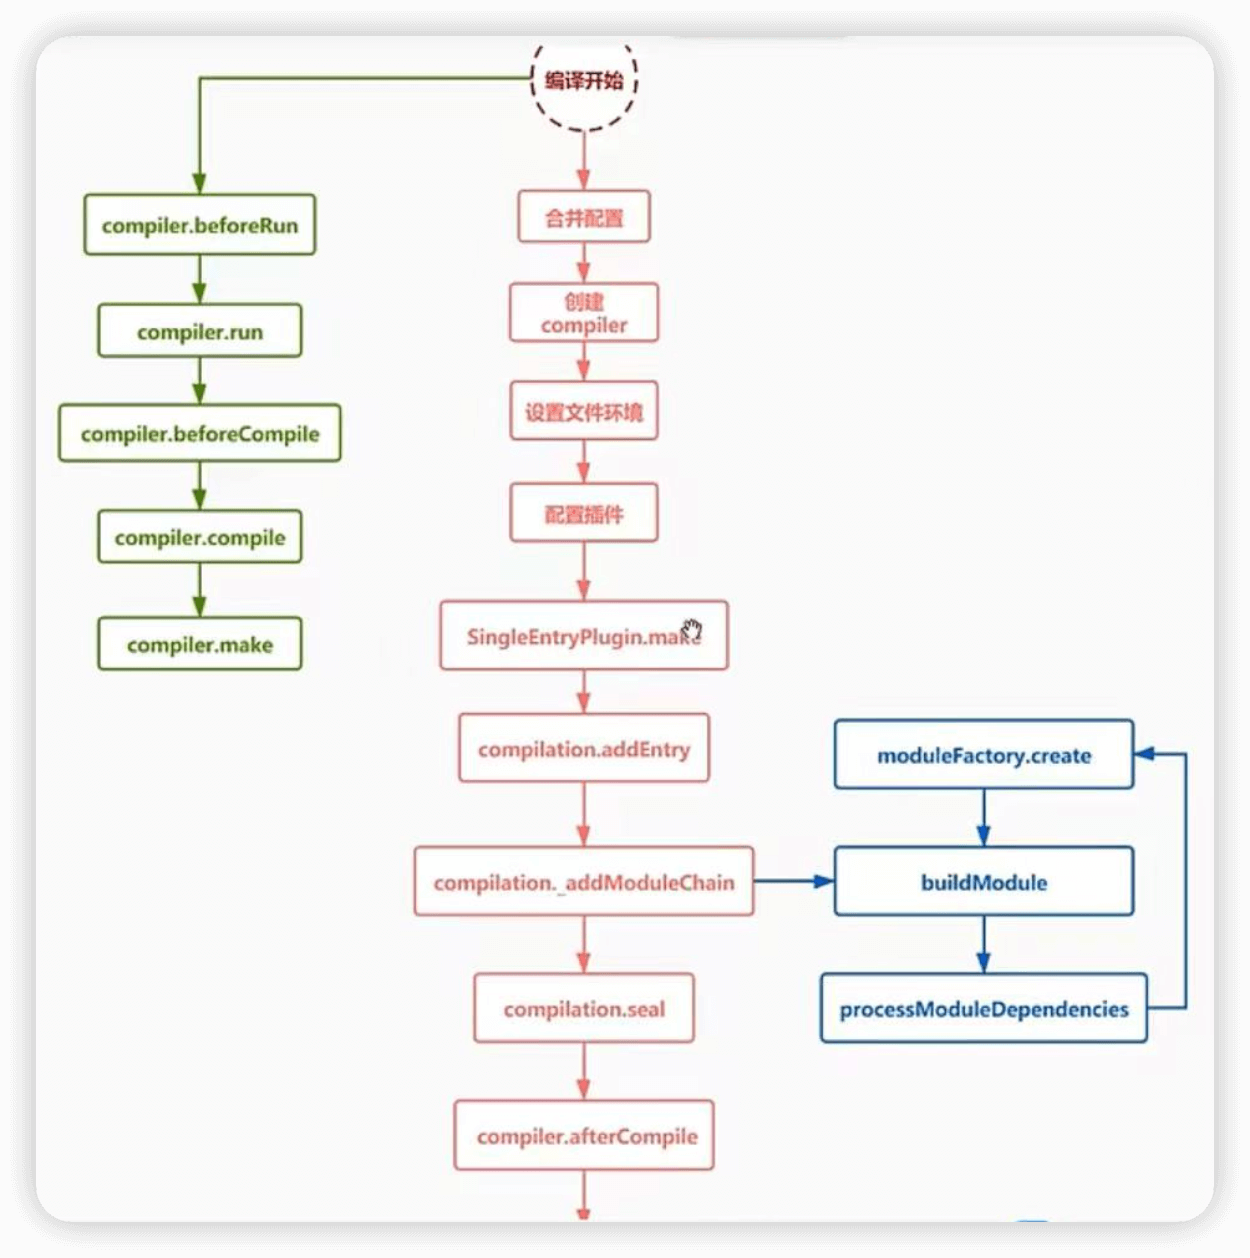 编译开始
compiler.beforeRun
compiler.run
compiler.beforeCompile
compiler.compile
compiler.make
合并配置
创建
compiler
设置文件环境
配置插件
SingleEntryPlugin.make
compilation.addEntry
compilation._addModuleChain
compilation.seal
compiler.afterCompile
moduleFactory.create
buildModule
processModuleDependencies